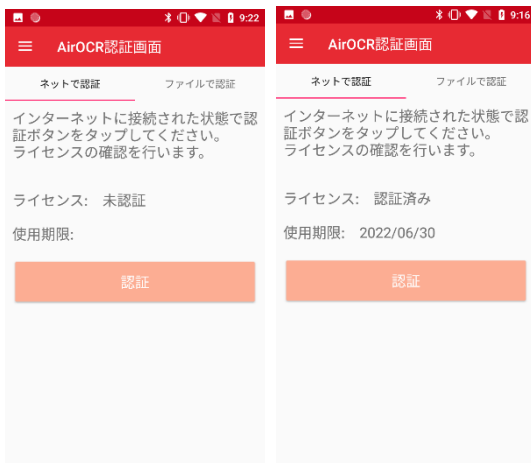 9:22
AirOCR認証画面
ネットで認証
ファイルで認証
インターネットに接続された状態で認
証ボタンをタップしてください。
ライセンスの確認を行います。
ライセンス: 未認証
使用期限:
認証
9:16
AirOCR認証画面
ネットで認証
ファイルで認証
インターネットに接続された状態で認
証ボタンをタップしてください。
ライセンスの確認を行います。
ライセンス: 認証済み
使用期限: 2022/06/30
認証